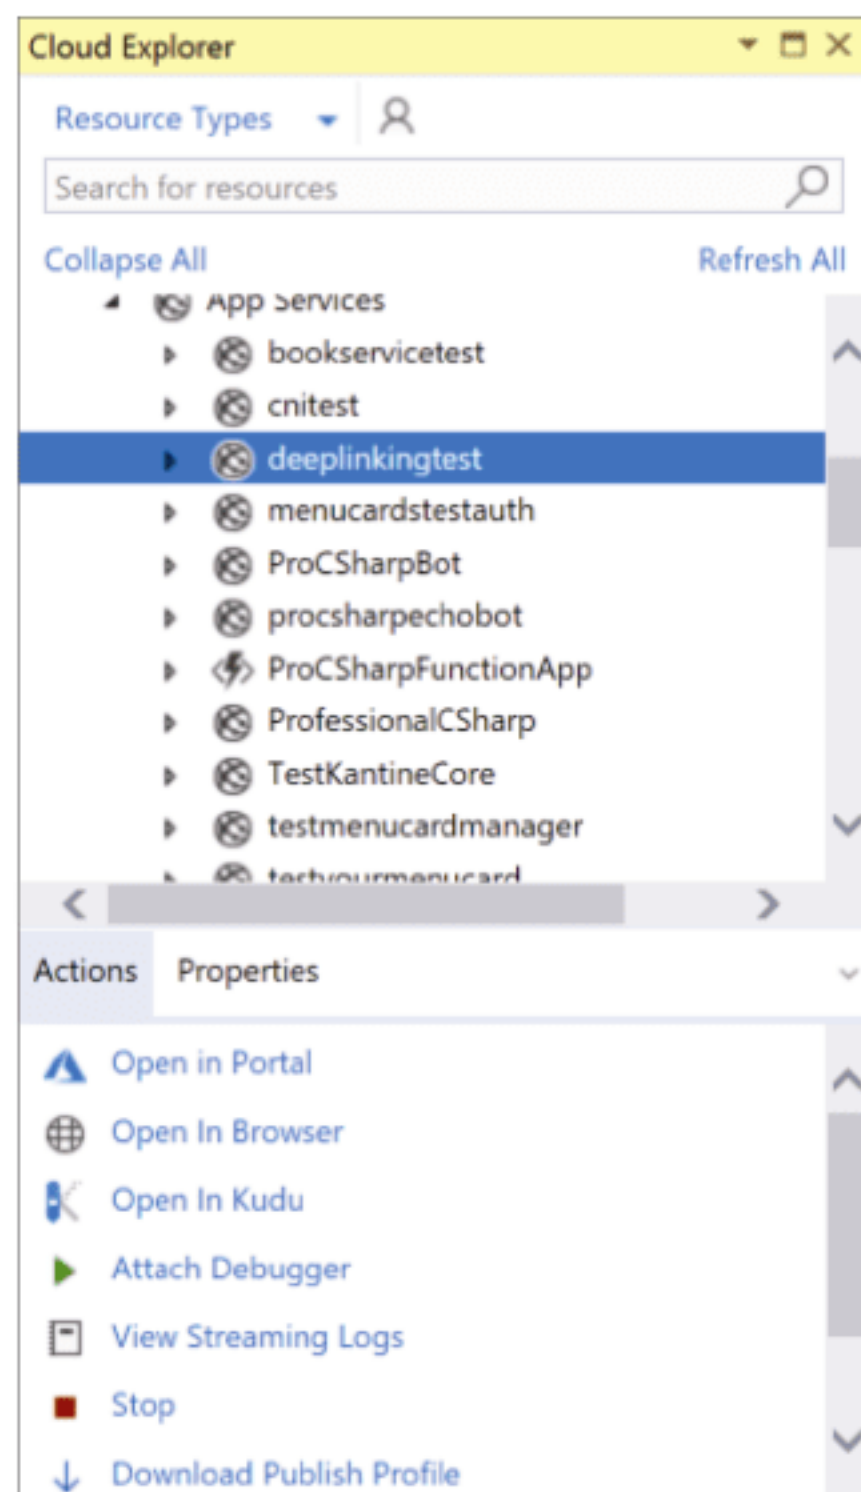 Cloud Explorer
Resource Types
Search for resources
Collapse All Refresh All
App Services
bookservicetest
cnitest
deeplinkingtest
menucardstestauth
ProCSharpBot
procsharpechobot
ProCSharpFunctionApp
ProfessionalCSharp
TestKantineCore
testmenucardmanager
testyourmenucard
Actions Properties
Open in Portal
Open In Browser
Open In Kudu
Attach Debugger
View Streaming Logs
Stop
Download Publish Profile